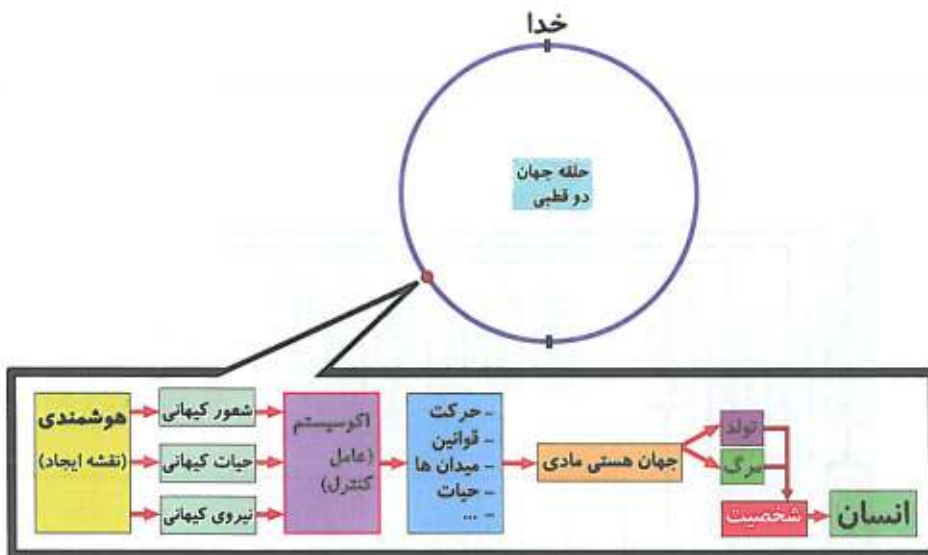 خدا
حلقه جهان
دو قطبی
هوشمندی
(نقشه ایجاد)
شعور کیهانی
حیات کیهانی
نیروی کیهانی
اکوسیستم
(عامل
کنترل)
- حرکت
- قوانین
- میدان ها
- حیات
- ...
جهان هستی مادی
تولد
مرگ
شخصیت
انسان